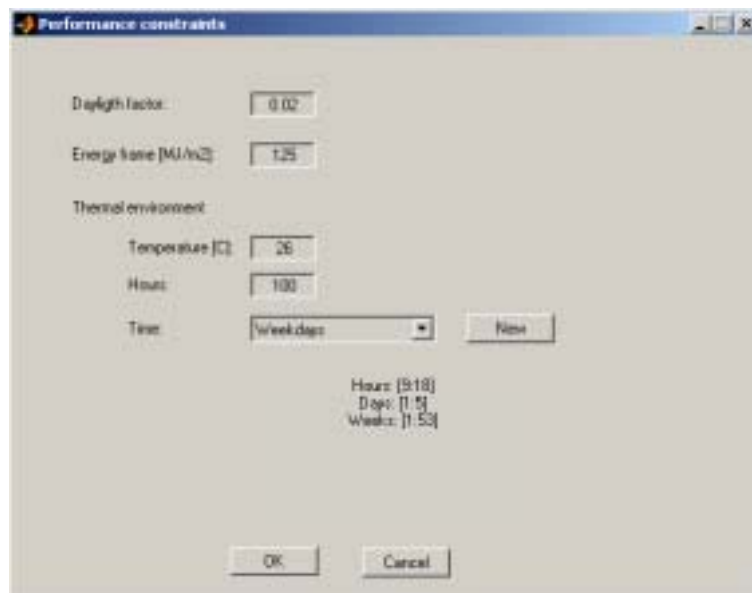 Performance constraints
Dayligth factor: 0.02
Energy frame [MJ/m2]: 125
Thermal environment
Temperature [C]: 26
Hours: 100
Time: Weekdays New
Hours: [9:18]
Days: [1:5]
Weeks: [1:53]
OK Cancel